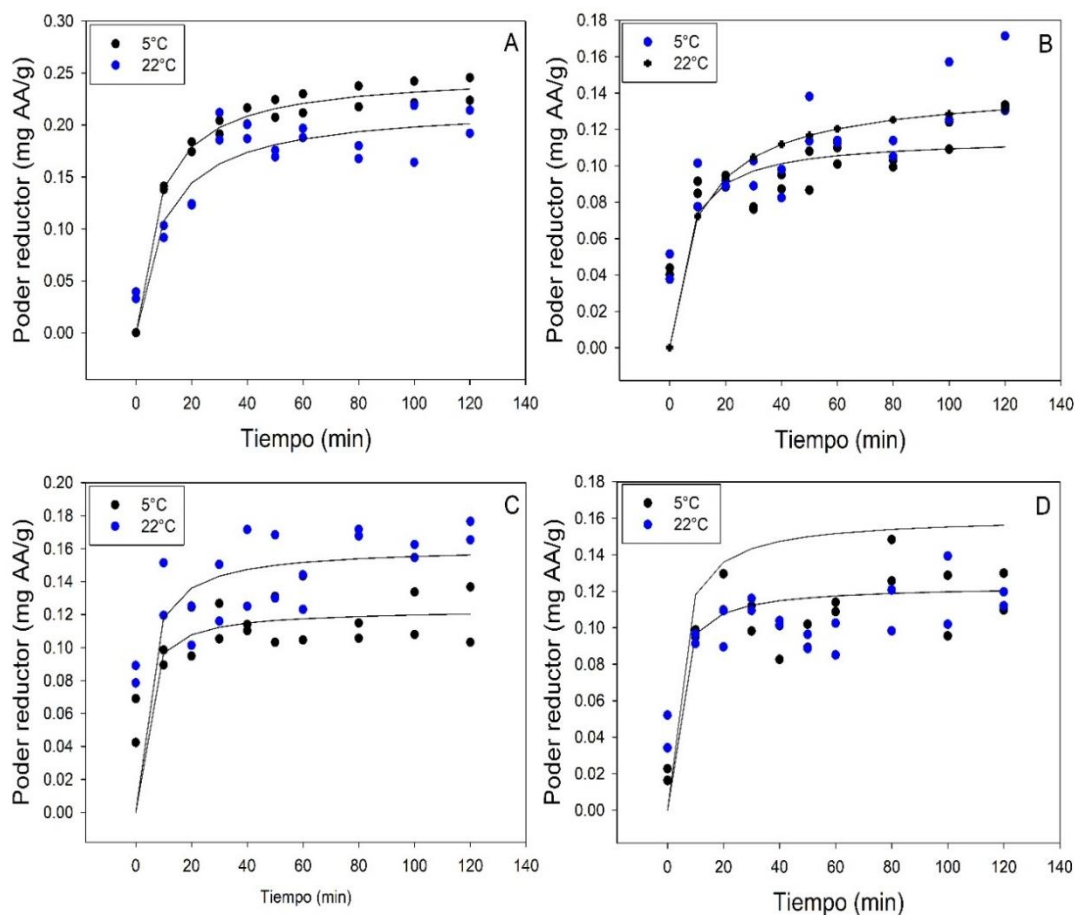 A
5°C
22°C
Poder reductor (mg AA/g)
0.30
0.25
0.20
0.15
0.10
0.05
0.00
0 20 40 60 80 100 120 140
Tiempo (min)
B
5°C
22°C
Poder reductor (mg AA/g)
0.18
0.16
0.14
0.12
0.10
0.08
0.06
0.04
0.02
0.00
0 20 40 60 80 100 120 140
Tiempo (min)
C
5°C
22°C
Poder reductor (mg AA/g)
0.20
0.18
0.16
0.14
0.12
0.10
0.08
0.06
0.04
0.02
0.00
0 20 40 60 80 100 120 140
Tiempo (min)
D
5°C
22°C
Poder reductor (mg AA/g)
0.18
0.16
0.14
0.12
0.10
0.08
0.06
0.04
0.02
0.00
0 20 40 60 80 100 120 140
Tiempo (min)